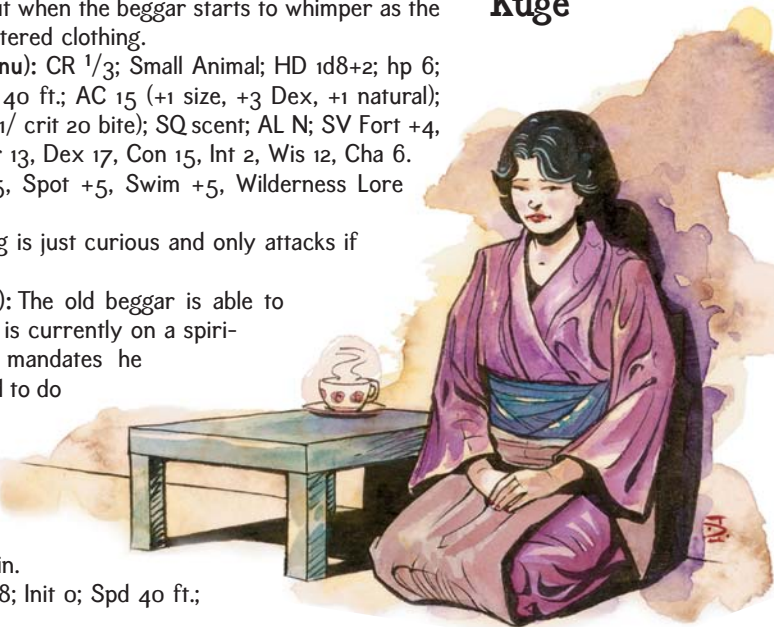 ut when the beggar starts to whimper as the
tered clothing.
nu): CR 1/3; Small Animal; HD 1d8+2; hp 6;
40 ft.; AC 15 (+1 size, +3 Dex, +1 natural);
1/ crit 20 bite); SQ scent; AL N; SV Fort +4,
r 13, Dex 17, Con 15, Int 2, Wis 12, Cha 6.
5, Spot +5, Swim +5, Wilderness Lore
g is just curious and only attacks if
): The old beggar is able to
is currently on a spiri-
mandates he
d to do
in.
8; Init 0; Spd 40 ft.;
Kuge